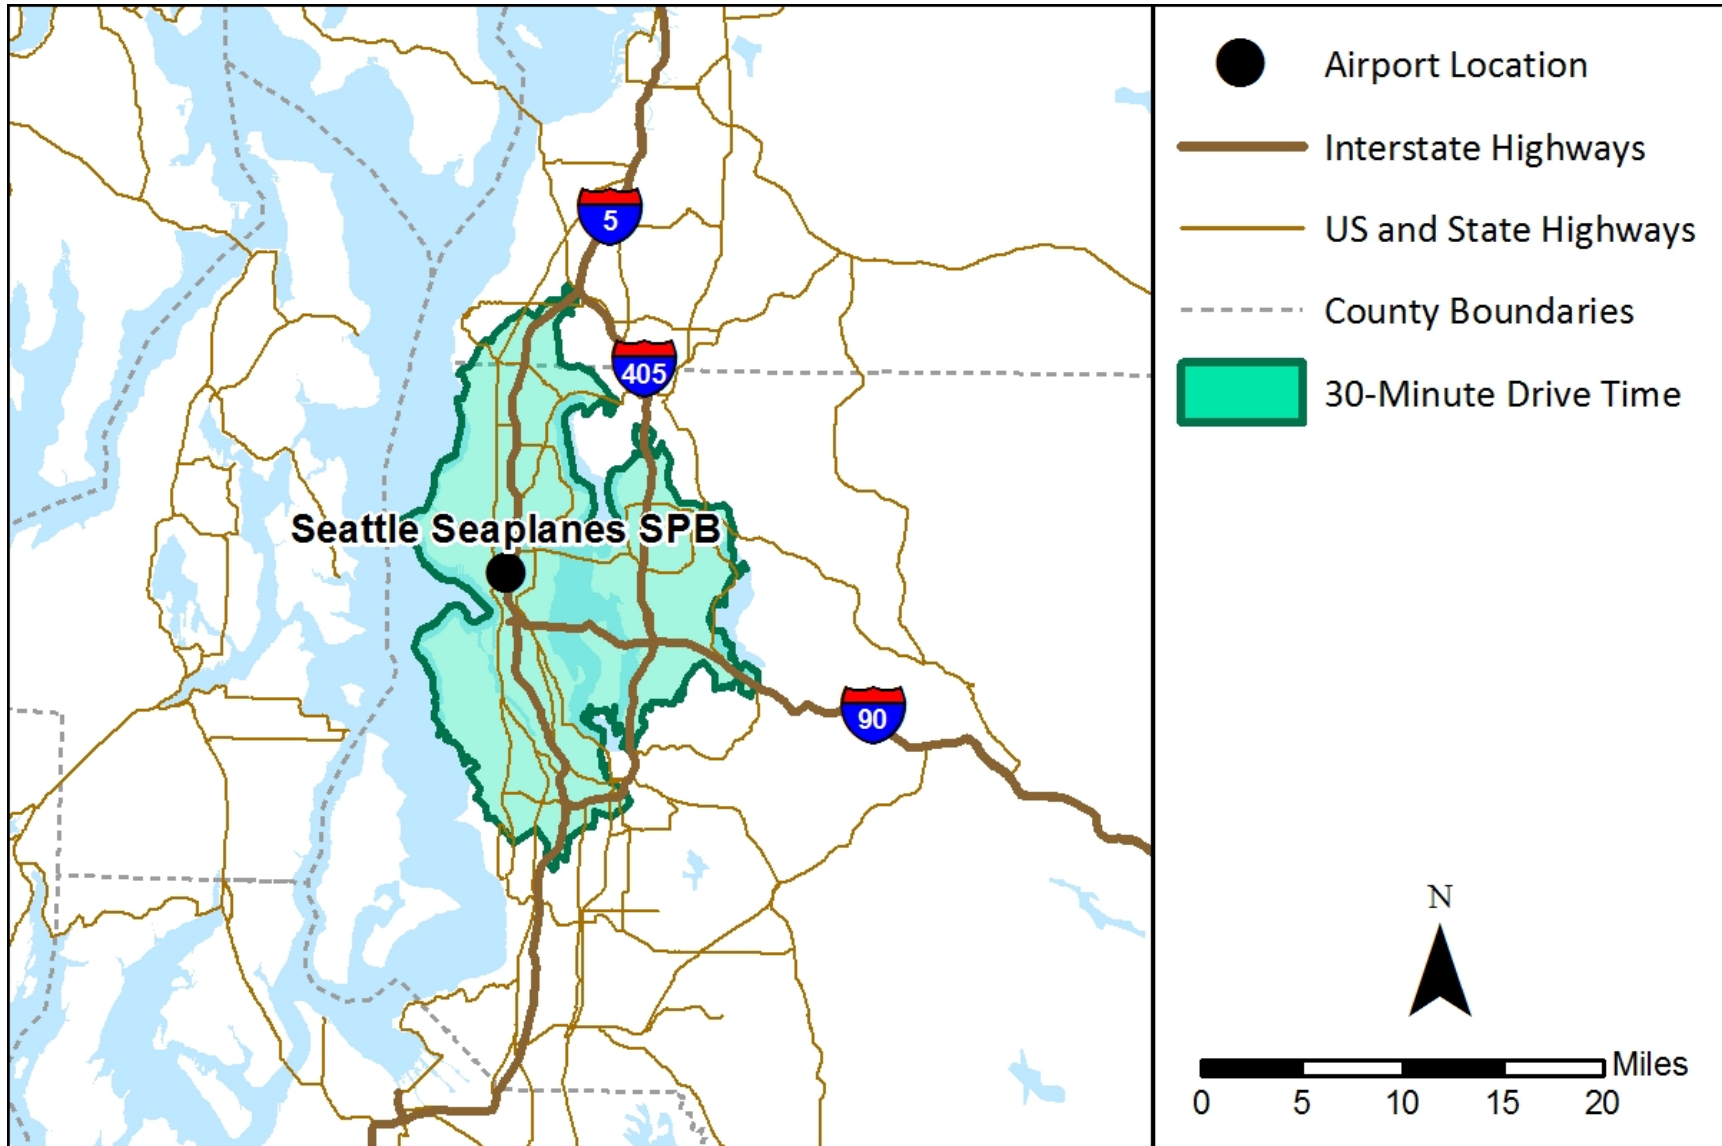 5
405
Seattle Seaplanes SPB
90
Airport Location
Interstate Highways
US and State Highways
County Boundaries
30-Minute Drive Time
N
Miles
0 5 10 15 20